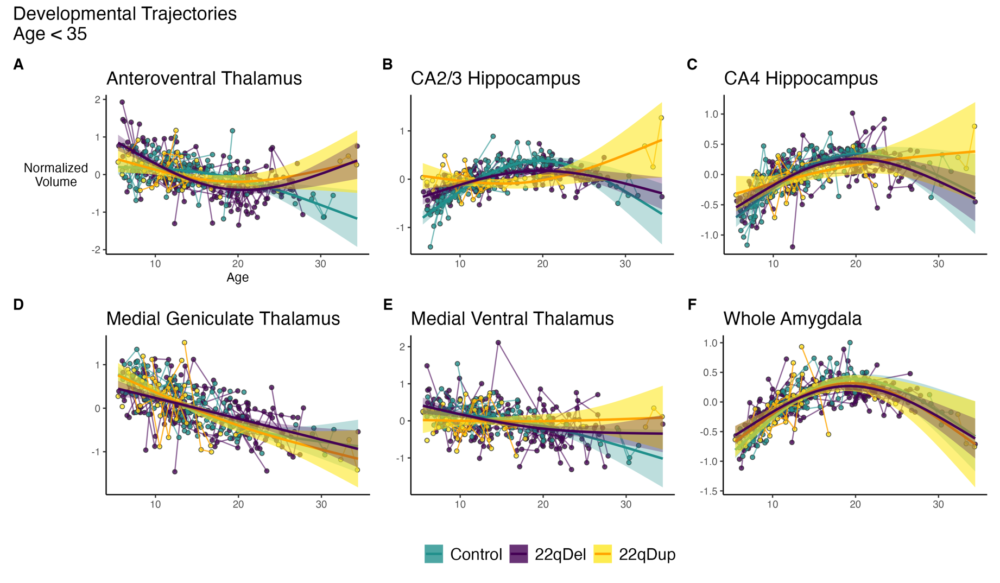 Developmental Trajectories
Age < 35
A
B
C
Anteroventral Thalamus
CA2/3 Hippocampus
CA4 Hippocampus
Normalized
Volume
2
1
0
-1
-2
10
20
30
Age
1
0
-1
10
20
30
1.0
0.5
0.0
-0.5
-1.0
10
20
30
D
E
F
Medial Geniculate Thalamus
Medial Ventral Thalamus
Whole Amygdala
1
0
-1
10
20
30
2
1
0
-1
10
20
30
1.0
0.5
0.0
-0.5
-1.0
-1.5
10
20
30
Control
22qDel
22qDup